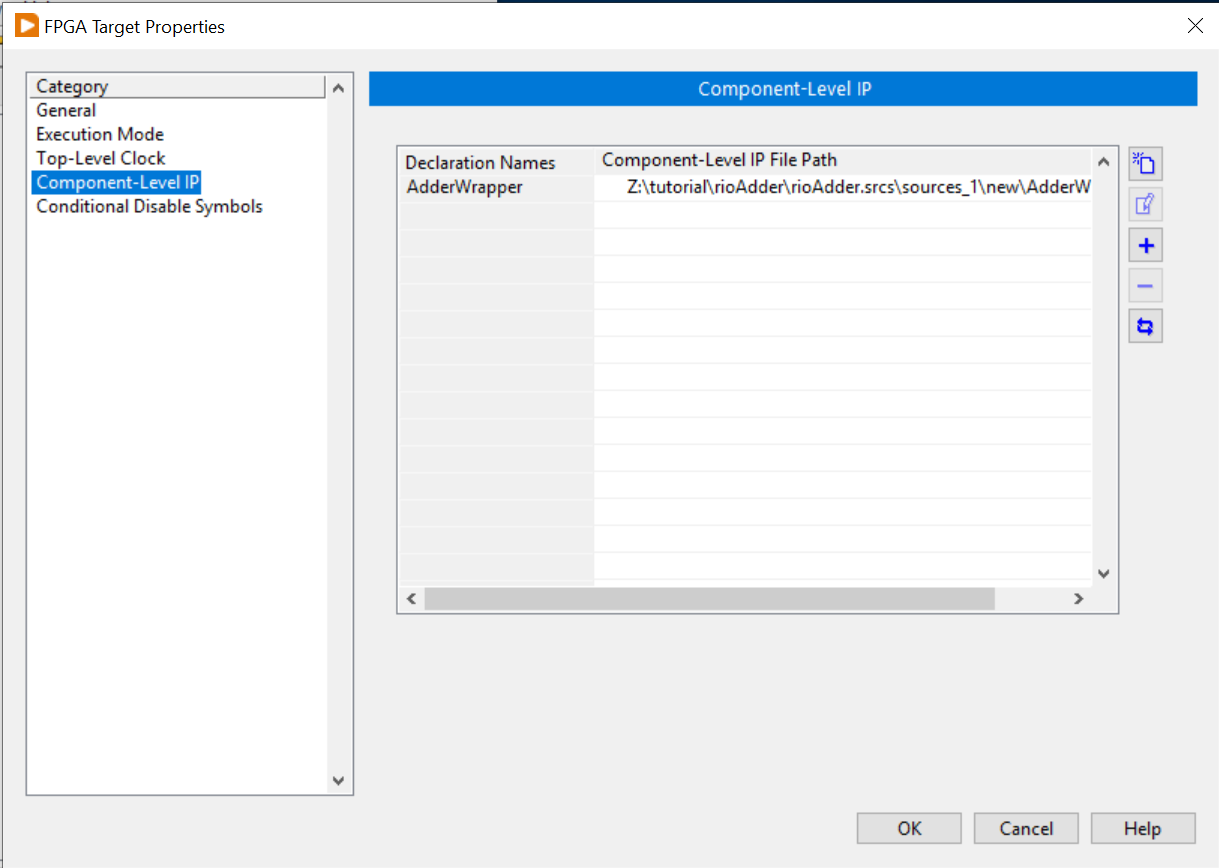 FPGA Target Properties
Category
General
Execution Mode
Top-Level Clock
Component-Level IP
Conditional Disable Symbols
Component-Level IP
Declaration Names Component-Level IP File Path
AdderWrapper Z:\tutorial\rioAdder\rioAdder.srcs\sources_1\new\AdderW
OK Cancel Help